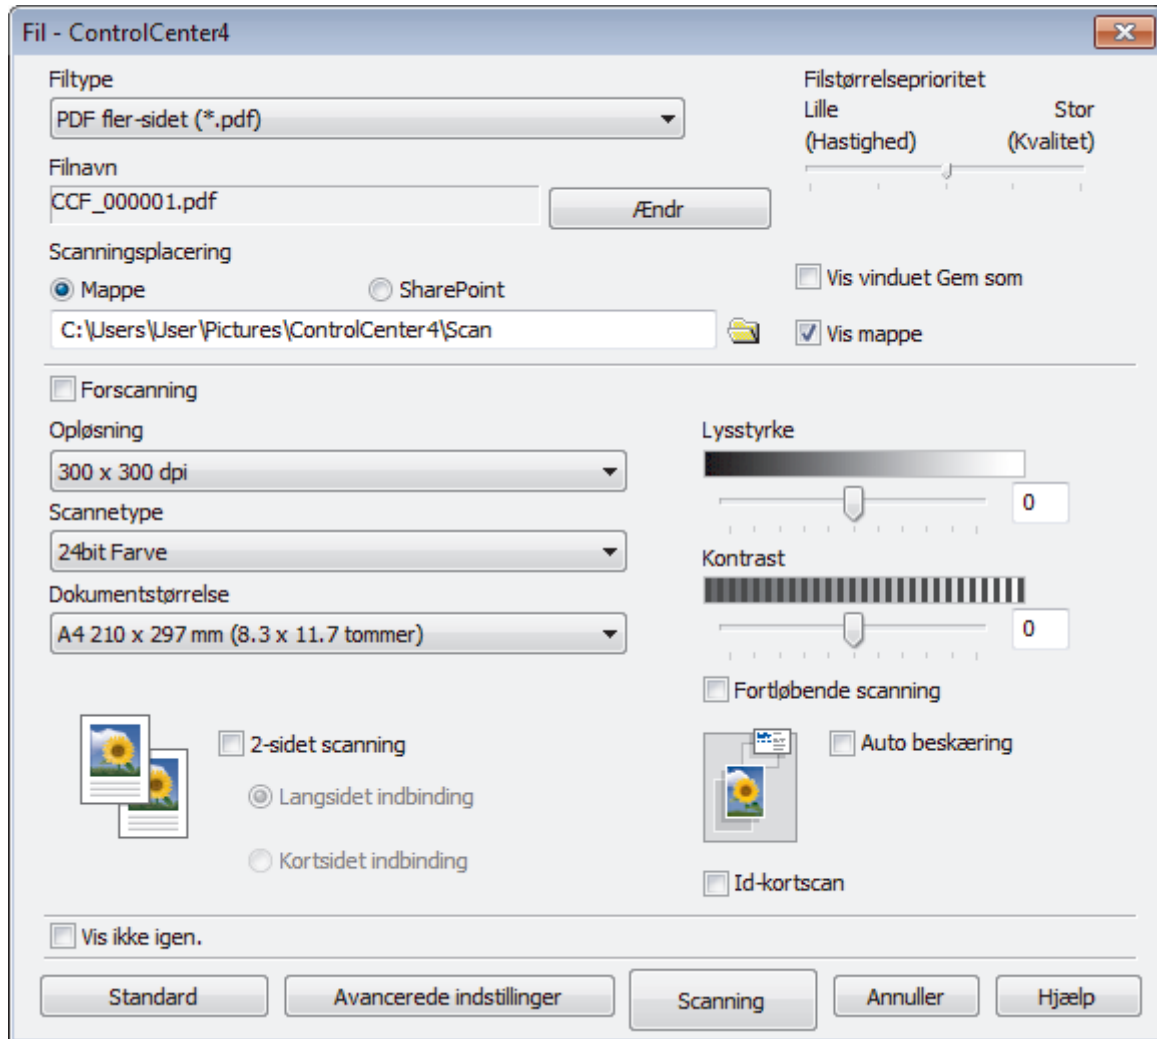 Fil - ControlCenter4
Filtype
PDF fler-sidet (*.pdf)
Filstørrelseprioritet
Lille Stor
(Hastighed) (Kvalitet)
Filnavn
CCF_000001.pdf
Ændr
Scanningsplacering
Mappe SharePoint
C:\Users\User\Pictures\ControlCenter4\Scan
Vis vinduet Gem som
Vis mappe
Forscanning
Opløsning
300 x 300 dpi
Scannetype
24bit Farve
Dokumentstørrelse
A4 210 x 297 mm (8.3 x 11.7 tommer)
Lysstyrke
0
Kontrast
0
Fortløbende scanning
2-sidet scanning
Langsidet indbinding
Kortsidet indbinding
Auto beskæring
Id-kortscan
Vis ikke igen.
Standard Avancerede indstillinger Scanning Annuller Hjælp